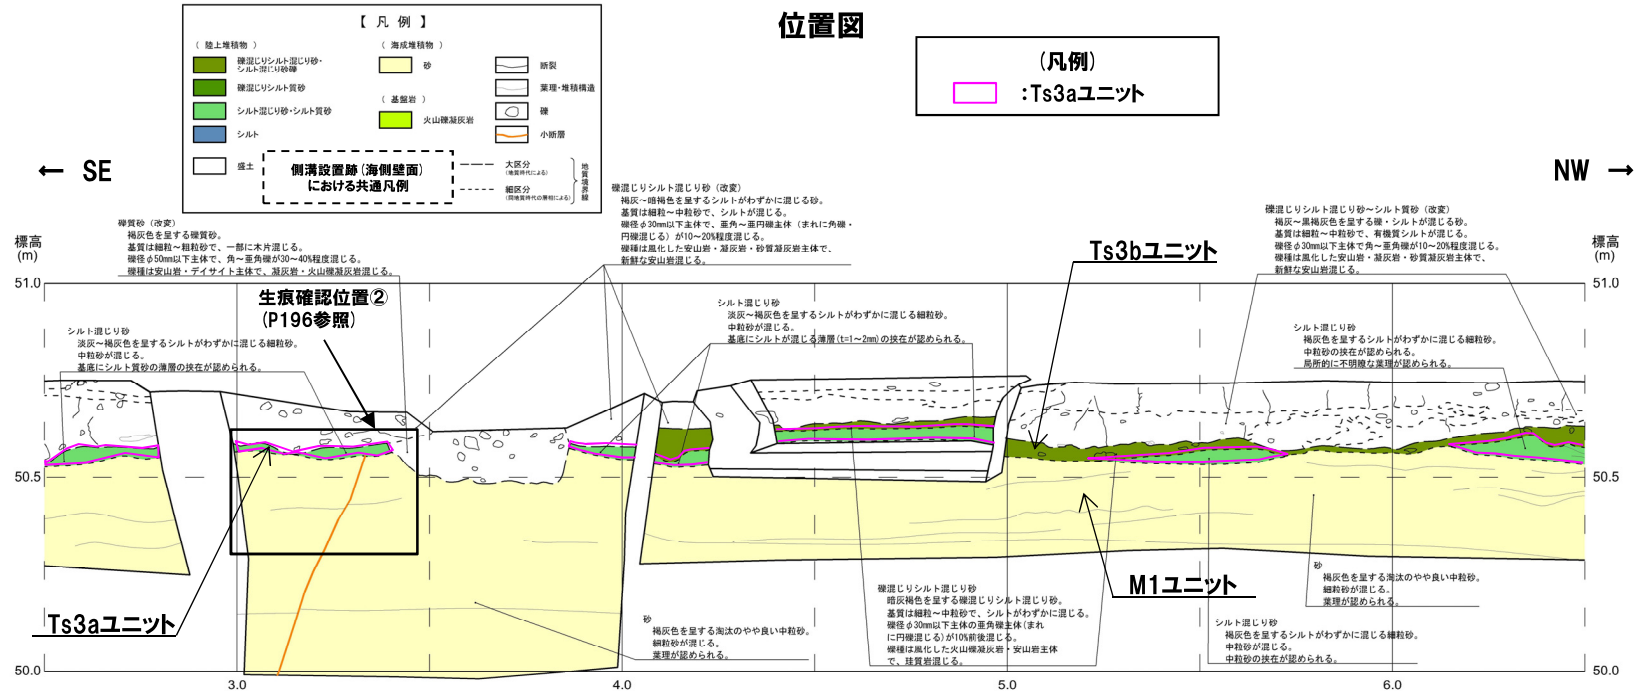 位置図
【 凡 例 】
( 陸上堆積物 )
礫混じりシルト混じり砂・
シルト混じり砂礫
礫混じりシルト質砂
シルト混じり砂・シルト質砂
シルト
盛土
( 海成堆積物 )
砂
( 基盤岩 )
火山礫凝灰岩
断裂
葉理・堆積構造
礫
小断層
側溝設置跡(海側壁面)
における共通凡例
大区分
(地質時代による)
細区分
(同地質時代の層相による)
地質境界線
(凡例)
:Ts3aユニット
← SE
NW →
礫質砂(改変)
褐灰色を呈する礫質砂。
基質は細粒~粗粒砂で、一部に木片混じる。
礫径φ50mm以下主体で、角~亜角礫が30~40%程度混じる。
礫種は安山岩・デイサイト主体で、凝灰岩・火山礫凝灰岩混じる。
礫混じりシルト混じり砂(改変)
褐灰~暗褐色を呈するシルトがわずかに混じる砂。
基質は細粒~中粒砂で、シルトが混じる。
礫径φ30mm以下主体で、亜角~亜円礫主体(まれに角礫・
円礫混じる)が10~20%程度混じる。
礫種は風化した安山岩・凝灰岩・砂質凝灰岩主体で、
新鮮な安山岩混じる。
礫混じりシルト混じり砂~シルト質砂(改変)
褐灰~黒褐灰色を呈する礫・シルトが混じる砂。
基質は細粒~中粒砂で、有機質シルトが混じる。
礫径φ30mm以下主体で角~亜角礫が10~20%程度混じる。
礫種は風化した安山岩・凝灰岩・砂質凝灰岩主体で、
新鮮な安山岩混じる。
標高
(m)
標高
(m)
Ts3bユニット
51.0
51.0
生痕確認位置②
(P196参照)
シルト混じり砂
淡灰~褐灰色を呈するシルトがわずかに混じる細粒砂。
中粒砂が混じる。
基底にシルトが混じる薄層(t=1~2mm)の挟在が認められる。
シルト混じり砂
淡灰~褐灰色を呈するシルトがわずかに混じる細粒砂。
中粒砂が混じる。
基底にシルト質砂の薄層の挟在が認められる。
シルト混じり砂
褐灰色を呈するシルトがわずかに混じる細粒砂。
中粒砂の挟在が認められる。
局所的に不明瞭な葉理が認められる。
50.5
50.5
M1ユニット
Ts3aユニット
砂
褐灰色を呈する淘汰のやや良い中粒砂。
細粒砂が混じる。
葉理が認められる。
礫混じりシルト混じり砂
暗灰褐色を呈する礫混じりシルト混じり砂。
基質は細粒~中粒砂で、シルトがわずかに混じる。
礫径φ30mm以下主体の亜角礫主体(まれ
に円礫混じる)が10%前後混じる。
礫種は風化した火山礫凝灰岩・安山岩主体
で、珪質岩混じる。
砂
褐灰色を呈する淘汰のやや良い中粒砂。
細粒砂が混じる。
葉理が認められる。
シルト混じり砂
褐灰色を呈するシルトがわずかに混じる細粒砂。
中粒砂が混じる。
中粒砂の挟在が認められる。
50.0
50.0
3.0
4.0
5.0
6.0